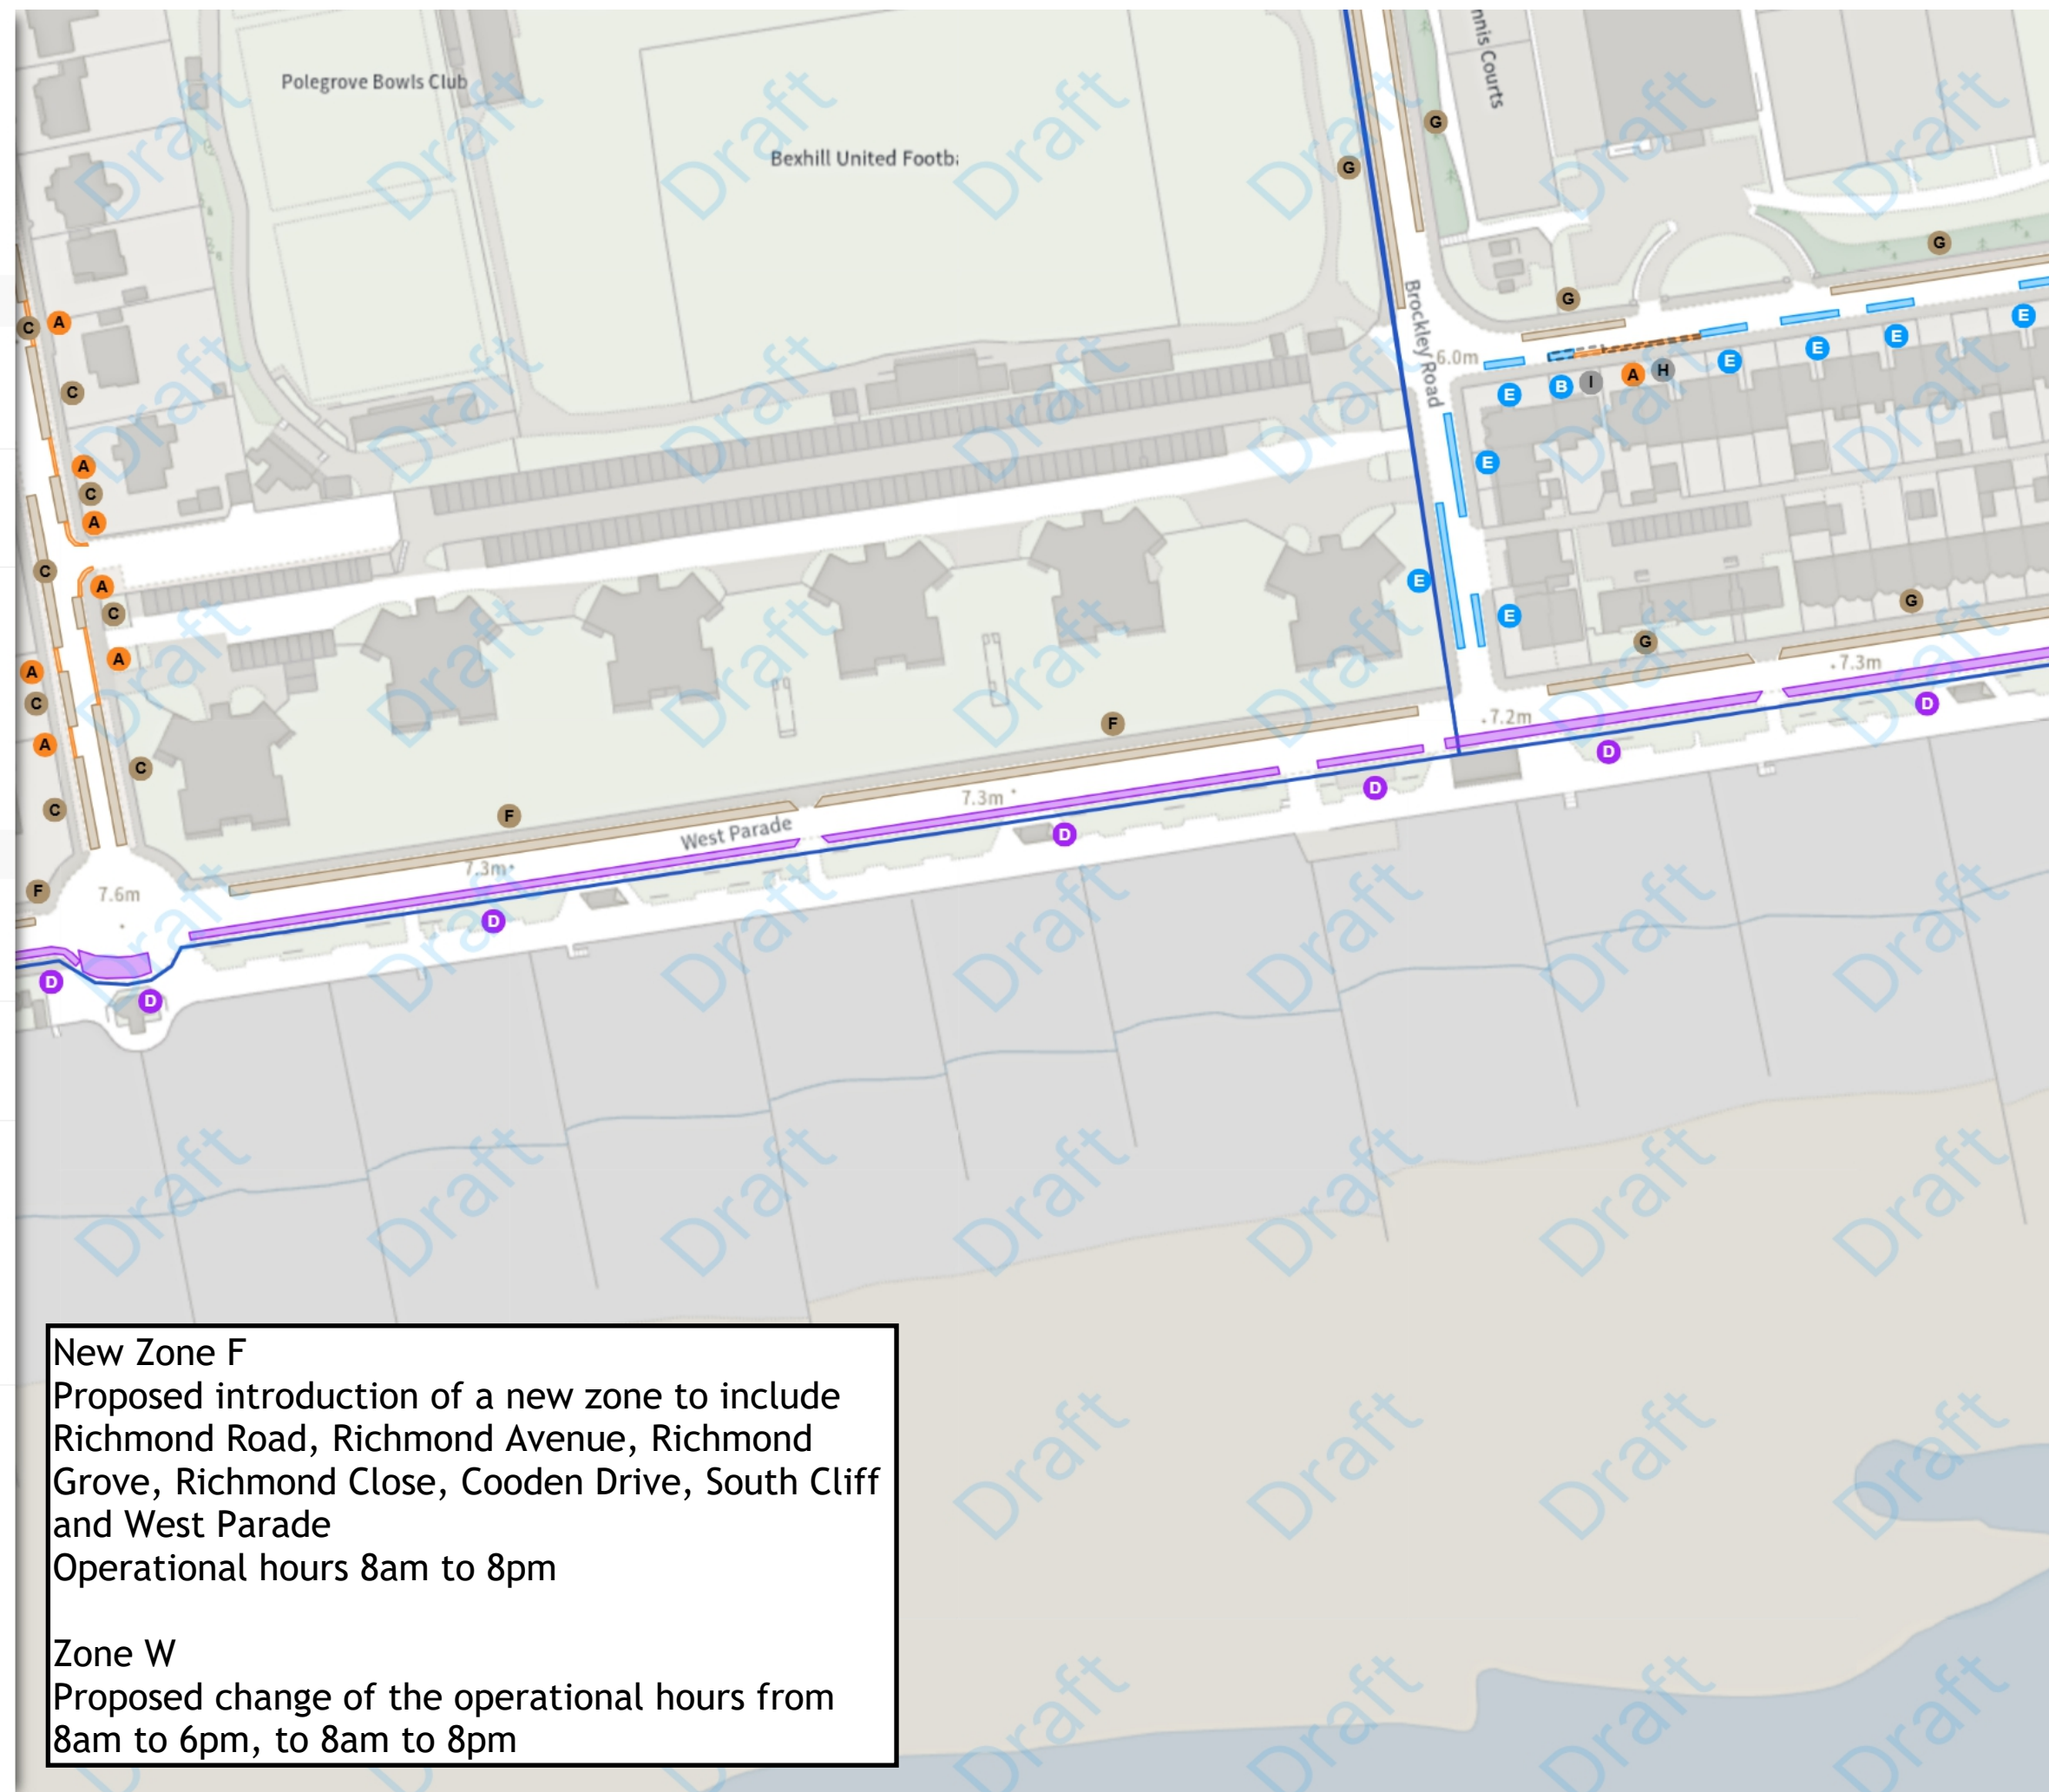 Polegrove Bowls Club
nnis Courts
Bexhill United Footb
G
G
G
G
Brockley Road
6.0m
E
B
I
A
H
E
E
E
E
C
A
C
A
C
A
E
C
A
C
E
E
G
G
A
A
C
A
C
C
7.3m
7.2m
D
D
F
D
7.3m
D
F
West Parade
7.3m
D
F
7.6m
D
D
New Zone F
Proposed introduction of a new zone to include
Richmond Road, Richmond Avenue, Richmond
Grove, Richmond Close, Cooden Drive, South Cliff
and West Parade
Operational hours 8am to 8pm
Zone W
Proposed change of the operational hours from
8am to 6pm, to 8am to 8pm
Draft